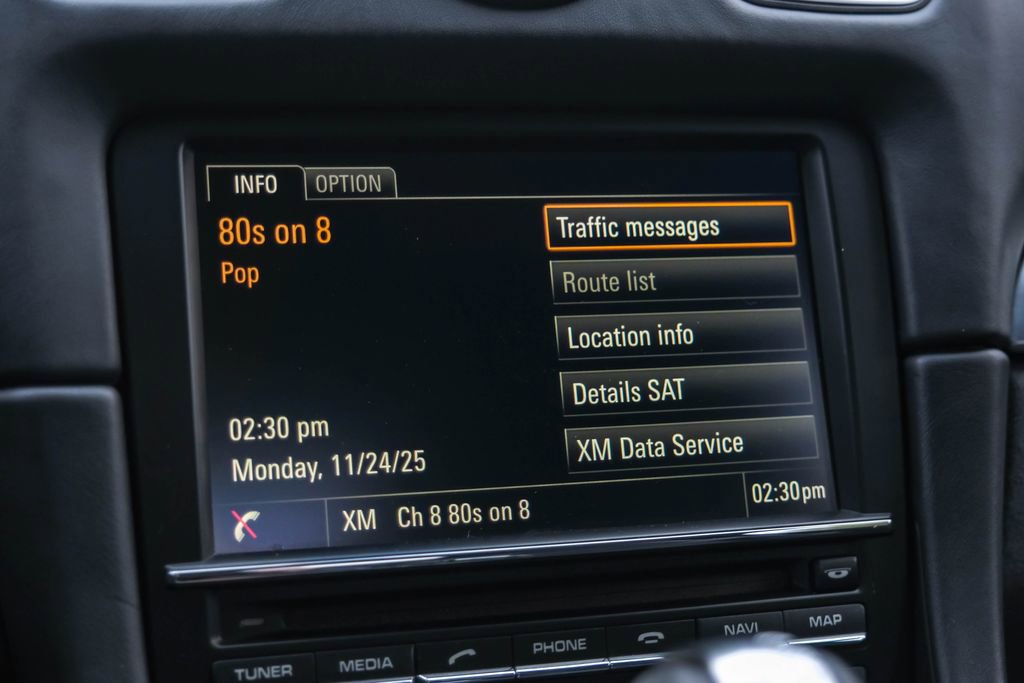 INFO OPTION
80s on 8
Pop
Traffic messages
Route list
Location info
Details SAT
XM Data Service
02:30 pm
Monday, 11/24/25
XM Ch 8 80s on 8
02:30pm
TUNER MEDIA PHONE NAVI MAP